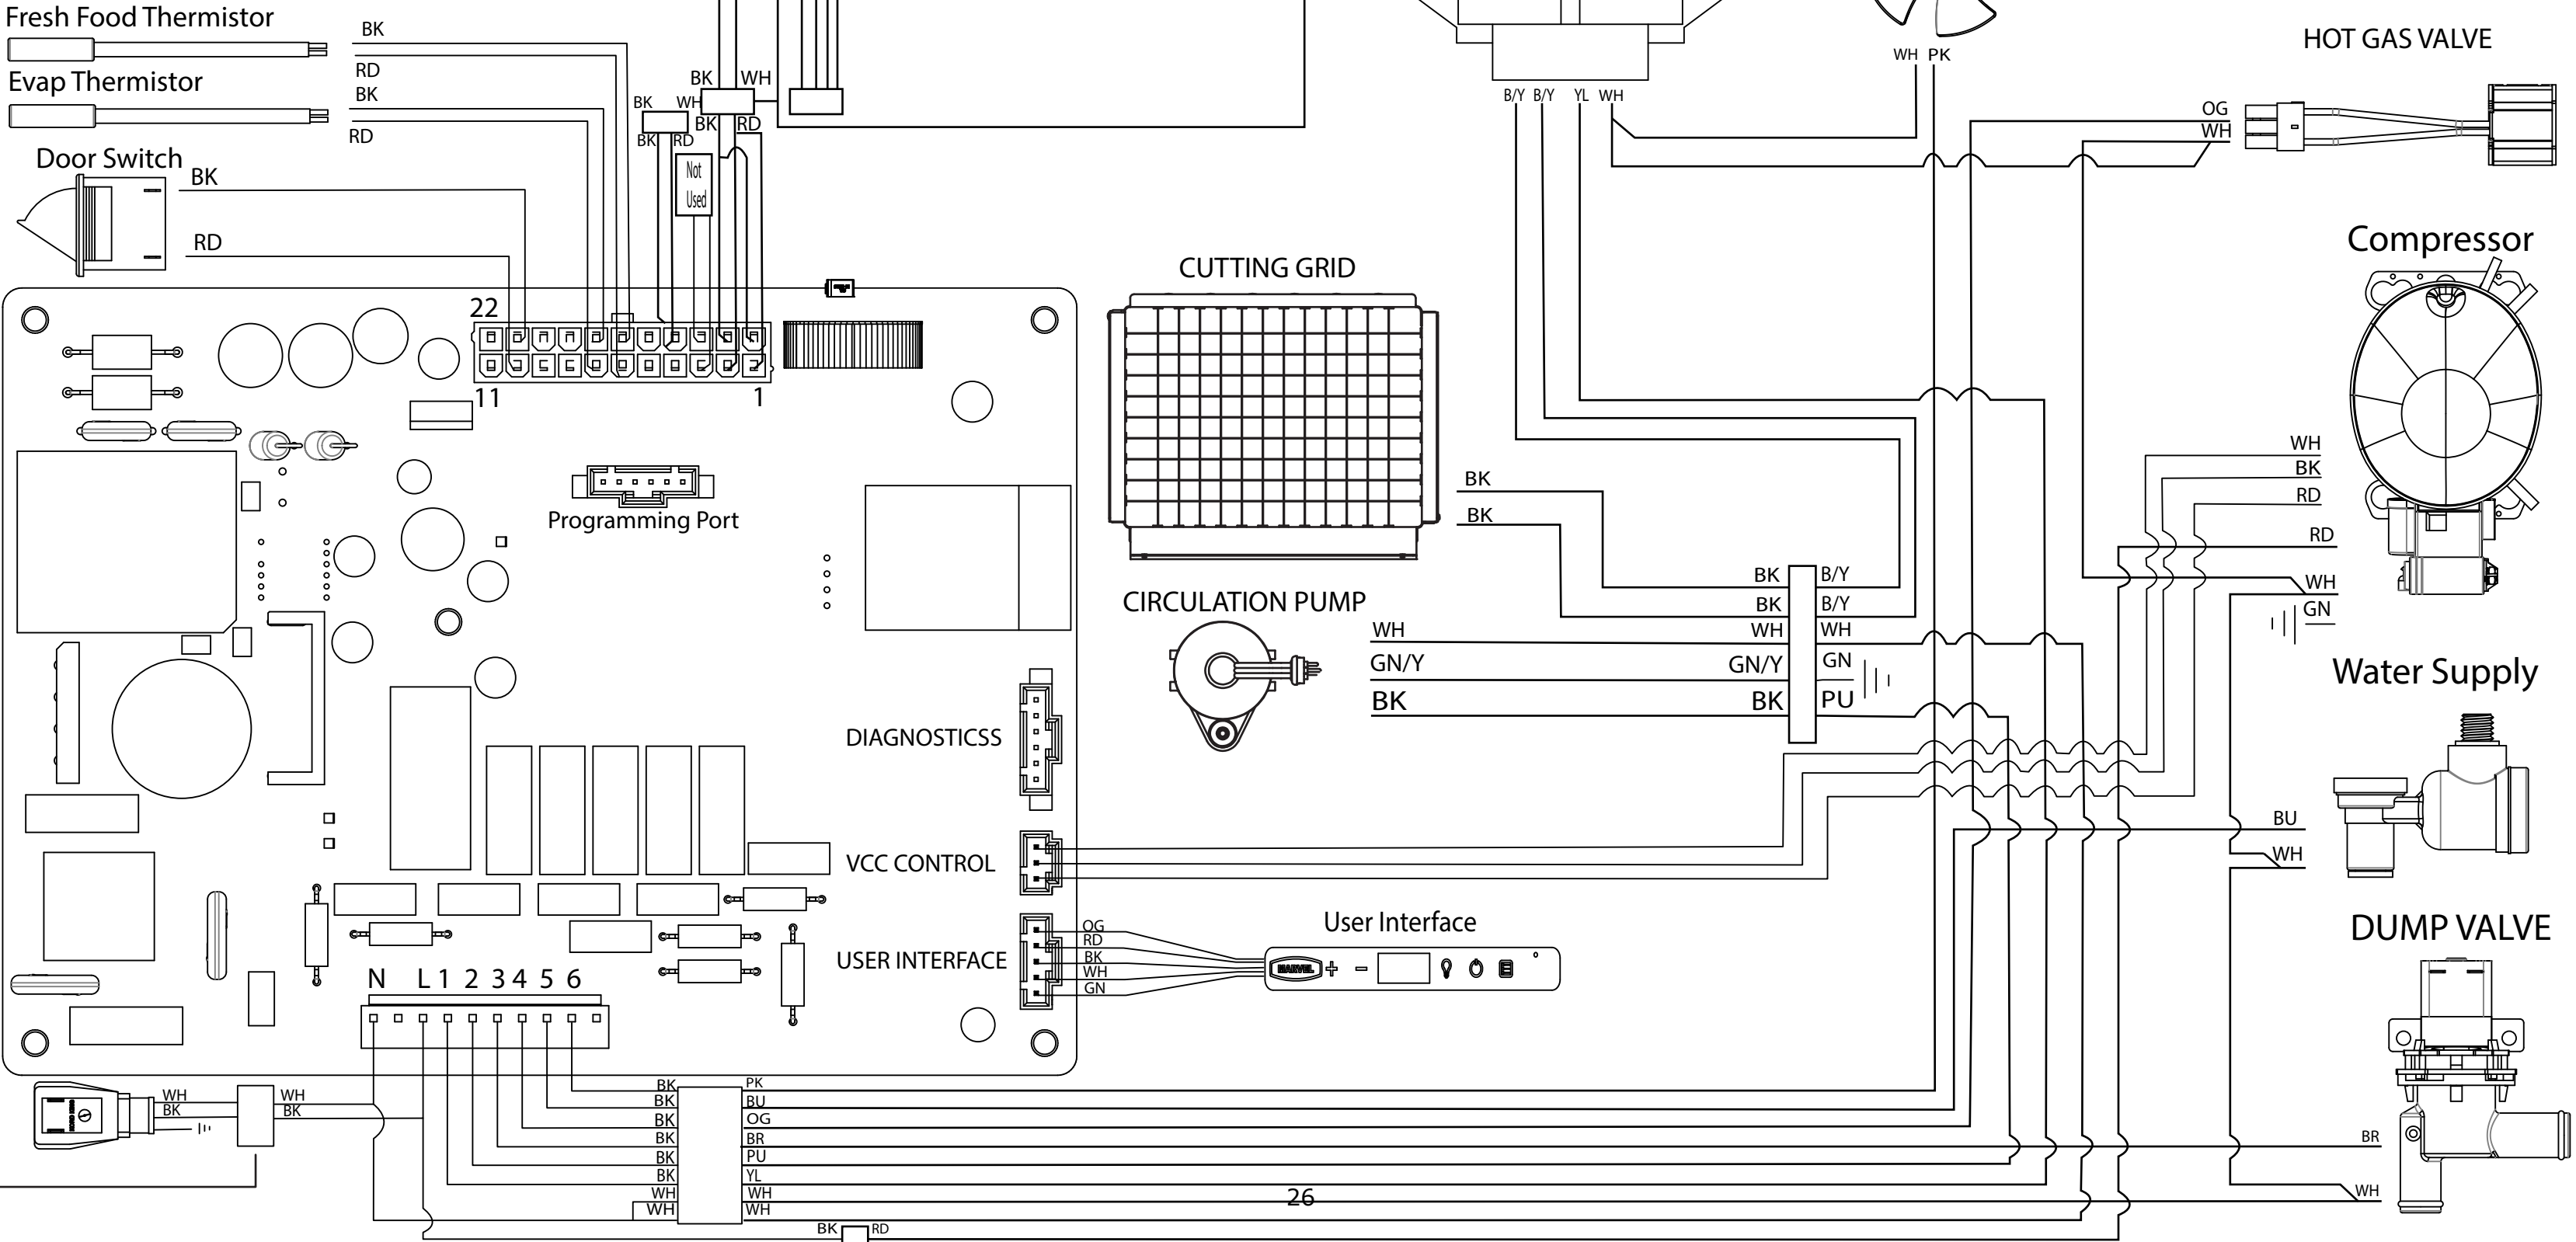 Fresh Food Thermistor
BK
RD
Evap Thermistor
BK
RD
Door Switch
BK
RD
BK WH
BK WH
BK RD
BK RD
Not
Used
WH PK
B/Y B/Y YL WH
HOT GAS VALVE
OG
WH
Compressor
WH
BK
RD
RD
WH
GN
22
11 1
Programming Port
CUTTING GRID
BK
BK
CIRCULATION PUMP
BK B/Y
BK B/Y
WH WH WH
GN/Y GN/Y GN
BK BK PU
Water Supply
BU
WH
DIAGNOSTICSS
VCC CONTROL
USER INTERFACE
OG
RD
BK
WH
GN
User Interface
MARVEL + –
DUMP VALVE
BR
WH
N L 1 2 3 4 5 6
WH WH
BK BK
BK PK
BK BU
BK OG
BK BR
BK PU
BK YL
WH WH
WH WH
26
BK RD